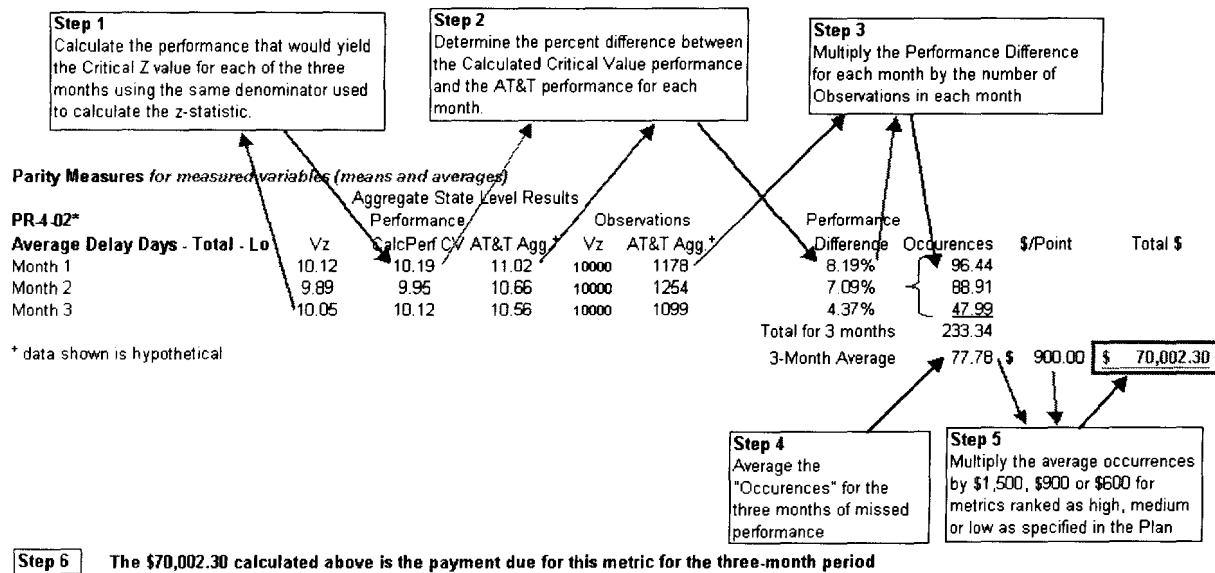 Step 1
Calculate the performance that would yield
the Critical Z value for each of the three
months using the same denominator used
to calculate the z-statistic.
Step 2
Determine the percent difference between
the Calculated Critical Value performance
and the AT&T performance for each
month.
Step 3
Multiply the Performance Difference
for each month by the number of
Observations in each month
Parity Measures for measured variables (means and averages)
Aggregate State Level Results
PR-4-02* Performance Observations Performance
Average Delay Days - Total - Lo Vz CalcPerf CV AT&T Agg.+ Vz AT&T Agg.+ Difference Occurences $/Point Total $
Month 1 10.12 10.19 11.02 10000 1178 8.19% 96.44
Month 2 9.89 9.95 10.66 10000 1254 7.09% 88.91
Month 3 10.05 10.12 10.56 10000 1099 4.37% 47.99
Total for 3 months 233.34
+ data shown is hypothetical
3-Month Average 77.78 $ 900.00 $ 70,002.30
Step 4
Average the
"Occurences" for the
three months of missed
performance
Step 5
Multiply the average occurrences
by $1,500, $900 or $600 for
metrics ranked as high, medium
or low as specified in the Plan
Step 6 The $70,002.30 calculated above is the payment due for this metric for the three-month period